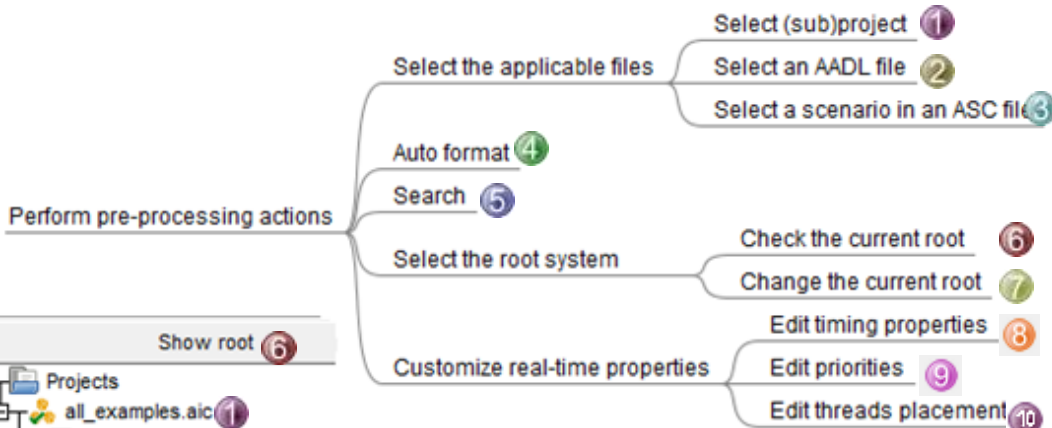 Select (sub)project 1
Select the applicable files
Select an AADL file 2
Select a scenario in an ASC file 3
Auto format 4
Search 5
Perform pre-processing actions
Select the root system
Check the current root 6
Change the current root 7
Customize real-time properties
Edit timing properties 8
Edit priorities 9
Edit threads placement 10
Show root 6
Projects
all_examples.aic 1